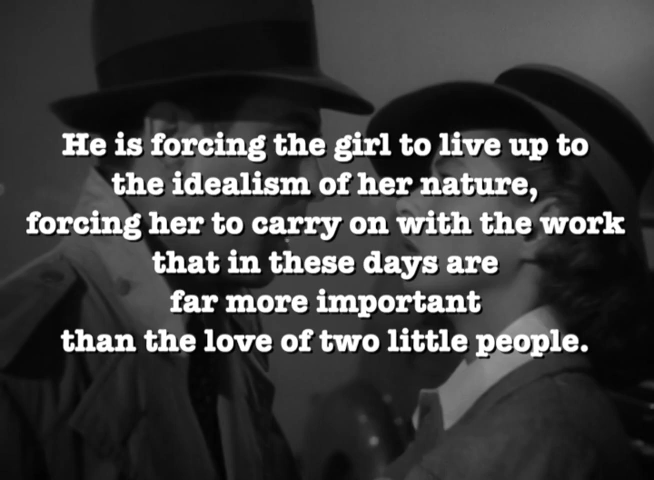 He is forcing the girl to live up to
the idealism of her nature,
forcing her to carry on with the work
that in these days are
far more important
than the love of two little people.